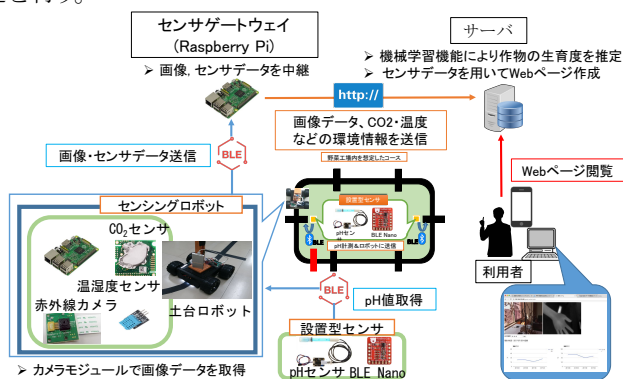 センサゲートウェイ
(Raspberry Pi)
➢ 画像, センサデータを中継
サーバ
➢ 機械学習機能により作物の生育度を推定
➢ センサデータを用いてWebページ作成
http://
画像データ、CO2・温度
などの環境情報を送信
画像・センサデータ送信
BLE
野菜工場内を想定したコース
Webページ閲覧
センシングロボット
CO₂センサ
温湿度センサ
赤外線カメラ
土台ロボット
設置型センサ
pHセン
サ
BLE Nano
BLE
BLE
pH計測&ロボットに送信
BLE
pH値取得
利用者
設置型センサ
pHセンサ BLE Nano
➢ カメラモジュールで画像データを取得